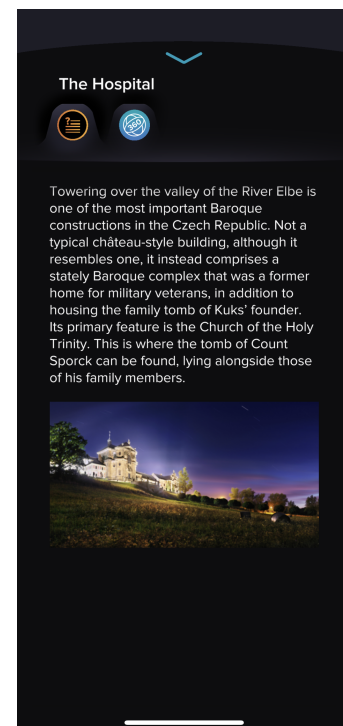 The Hospital
?
360
Towering over the valley of the River Elbe is
one of the most important Baroque
constructions in the Czech Republic. Not a
typical château-style building, although it
resembles one, it instead comprises a
stately Baroque complex that was a former
home for military veterans, in addition to
housing the family tomb of Kuks’ founder.
Its primary feature is the Church of the Holy
Trinity. This is where the tomb of Count
Sporck can be found, lying alongside those
of his family members.